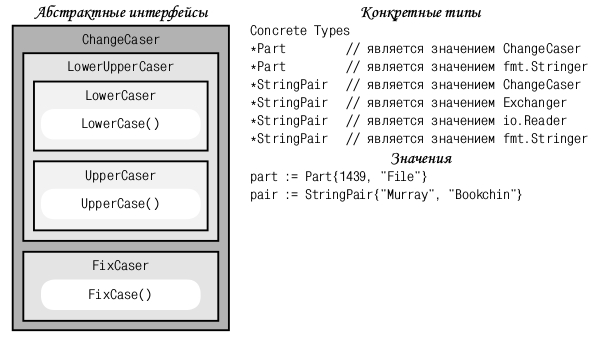 Абстрактные интерфейсы
ChangeCaser
LowerUpperCaser
LowerCaser
LowerCase()
UpperCaser
UpperCase()
FixCaser
FixCase()
Конкретные типы
Concrete Types
*Part // является значением ChangeCaser
*Part // является значением fmt.Stringer
*StringPair // является значением ChangeCaser
*StringPair // является значением Exchanger
*StringPair // является значением io.Reader
*StringPair // является значением fmt.Stringer
Значения
part := Part{1439, "File"}
pair := StringPair{"Murray", "Bookchin"}